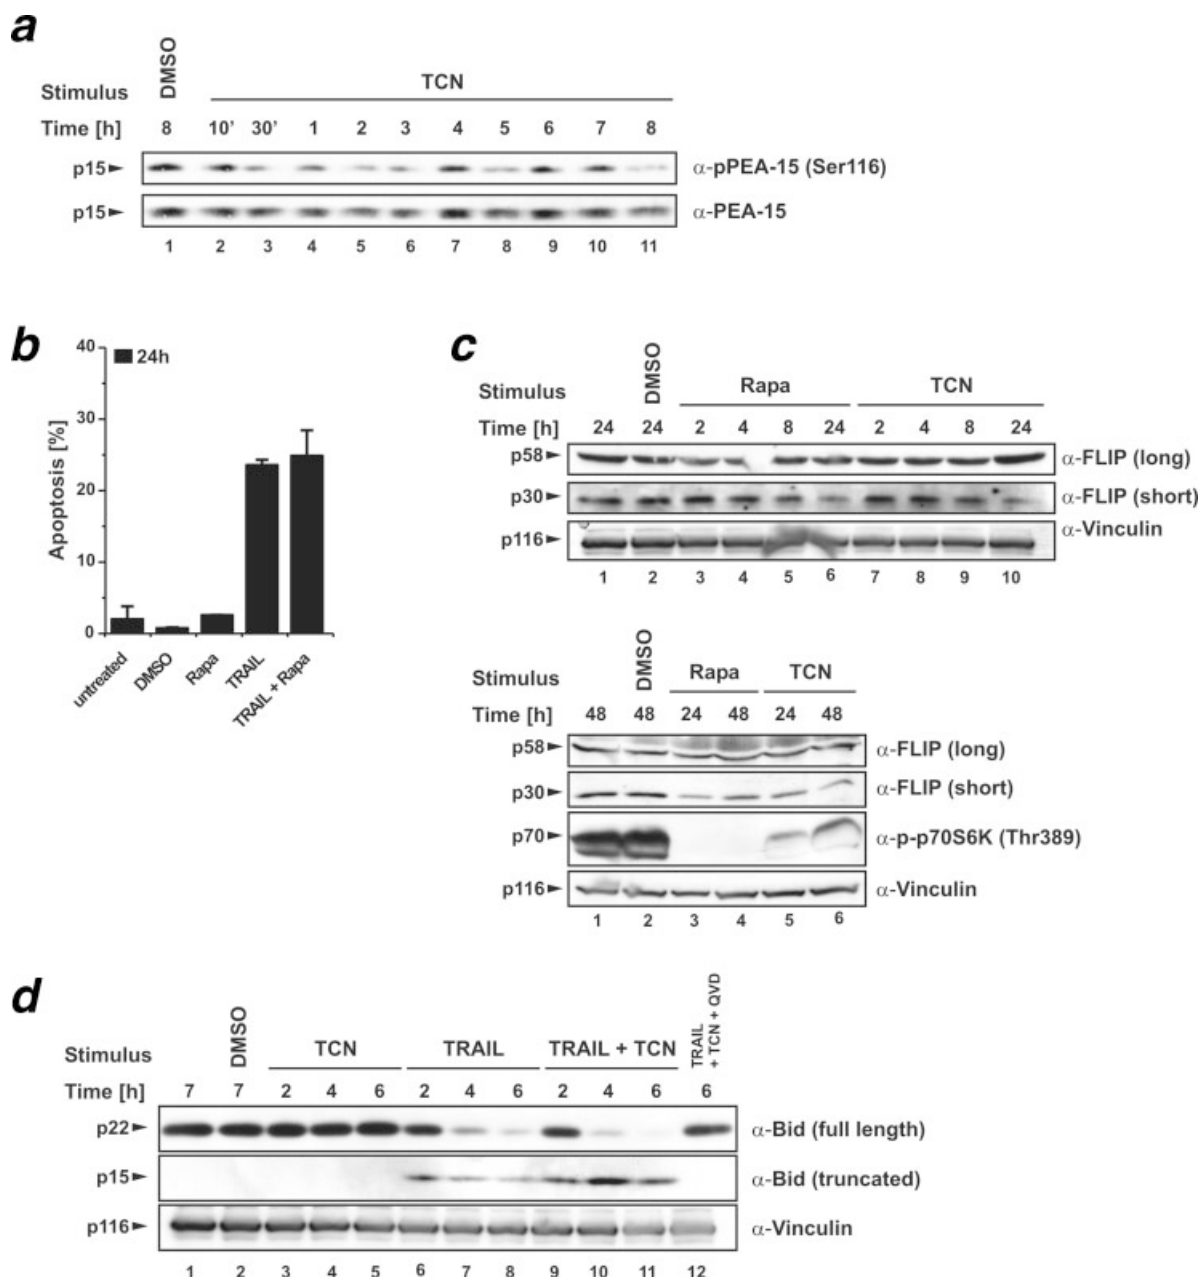 a
DMSO
Stimulus TCN
Time [h] 8 10’ 30’ 1 2 3 4 5 6 7 8
p15 α-pPEA-15 (Ser116)
p15 α-PEA-15
1 2 3 4 5 6 7 8 9 10 11
b
40
24h
30
20
10
0
Apoptosis [%]
untreated DMSO Rapa TRAIL TRAIL + Rapa
c
DMSO
Stimulus Rapa TCN
Time [h] 24 24 2 4 8 24 2 4 8 24
p58 α-FLIP (long)
p30 α-FLIP (short)
p116 α-Vinculin
1 2 3 4 5 6 7 8 9 10
DMSO
Stimulus Rapa TCN
Time [h] 48 48 24 48 24 48
p58 α-FLIP (long)
p30 α-FLIP (short)
p70 α-p-p70S6K (Thr389)
p116 α-Vinculin
1 2 3 4 5 6
d
DMSO
TRAIL
+ TCN + QVD
Stimulus TCN TRAIL TRAIL + TCN
Time [h] 7 7 2 4 6 2 4 6 2 4 6 6
p22 α-Bid (full length)
p15 α-Bid (truncated)
p116 α-Vinculin
1 2 3 4 5 6 7 8 9 10 11 12